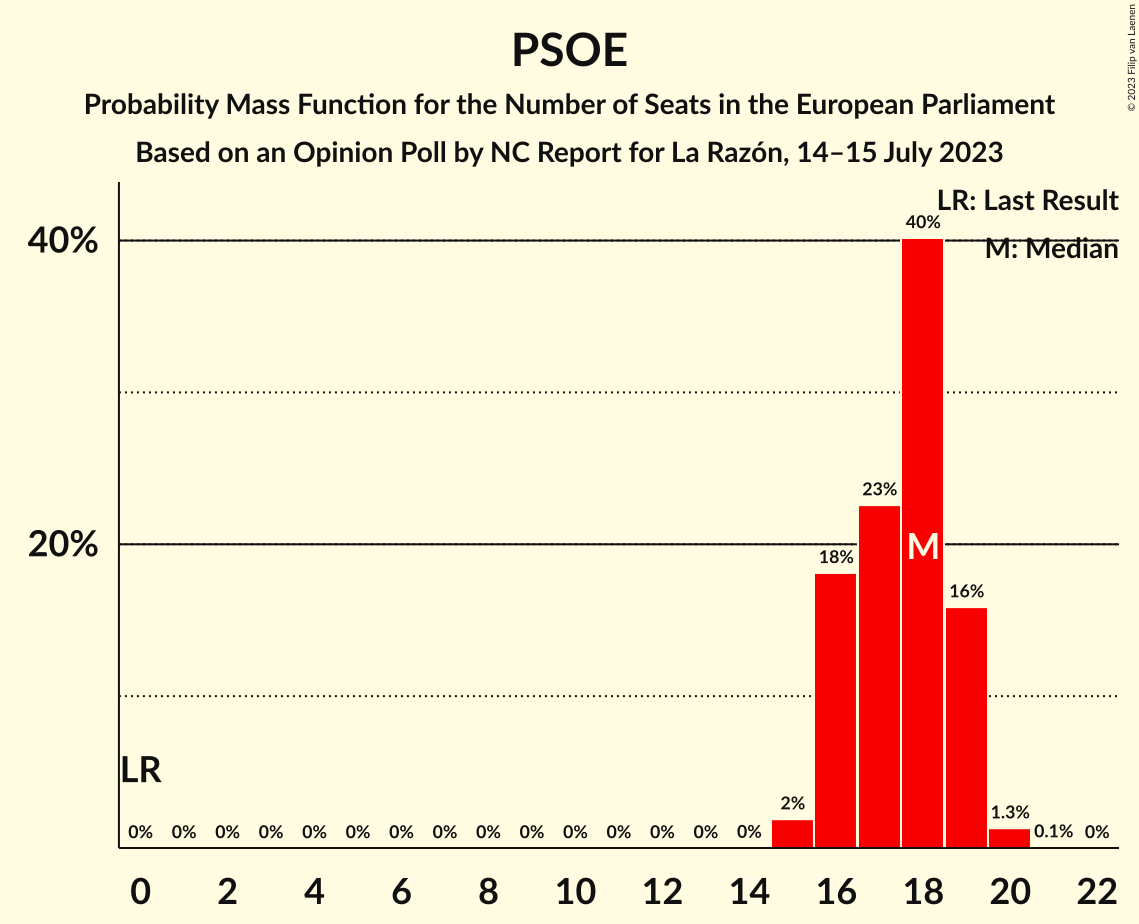 PSOE
Probability Mass Function for the Number of Seats in the European Parliament
Based on an Opinion Poll by NC Report for La Razón, 14–15 July 2023
© 2023 Filip van Laenen
LR: Last Result
M: Median
40%
20%
40%
23%
M
18%
16%
LR
2%
1.3%
0% 0% 0% 0% 0% 0% 0% 0% 0% 0% 0% 0% 0% 0% 0% 0.1% 0%
0 2 4 6 8 10 12 14 16 18 20 22